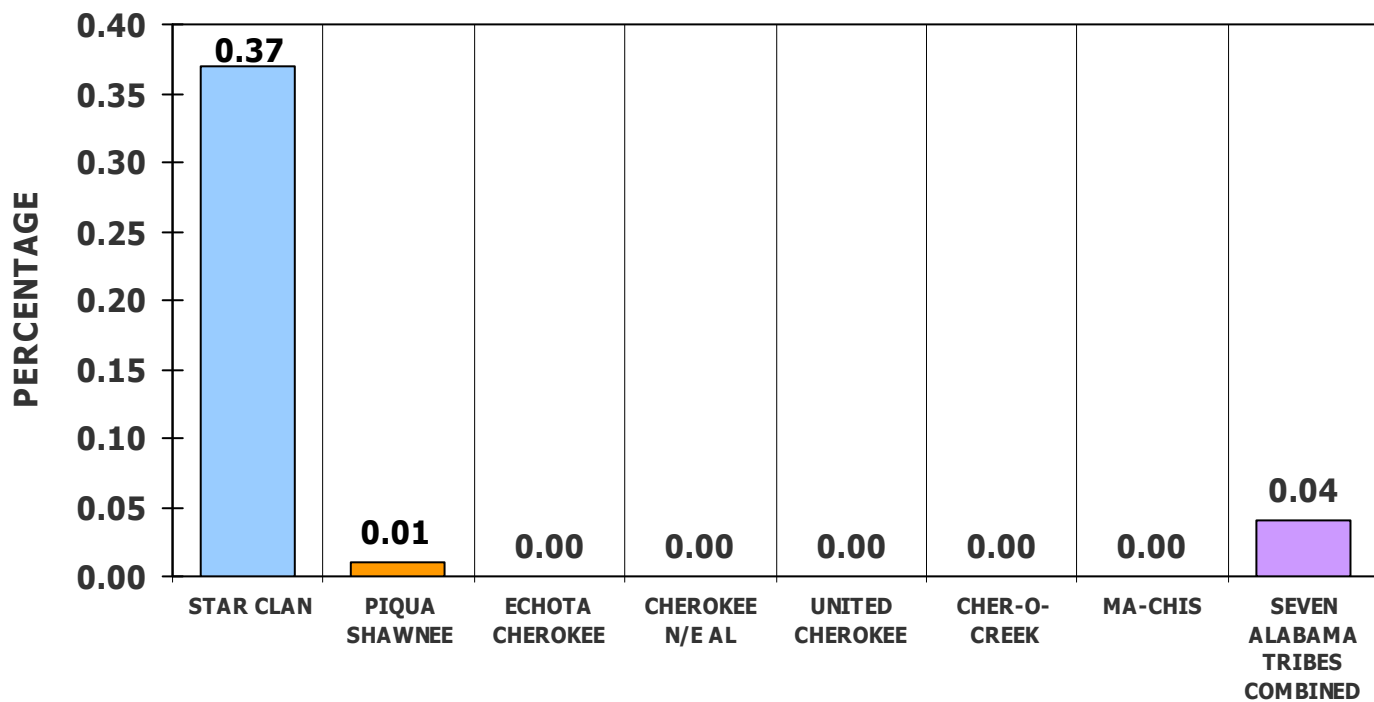 0.40
0.35
0.30
0.25
0.20
0.15
0.10
0.05
0.00
PERCENTAGE
0.37
0.01
0.00
0.00
0.00
0.00
0.00
0.04
STAR CLAN
PIQUA
SHAWNEE
ECHOTA
CHEROKEE
CHEROKEE
N/E AL
UNITED
CHEROKEE
CHER-O-
CREEK
MA-CHIS
SEVEN
ALABAMA
TRIBES
COMBINED